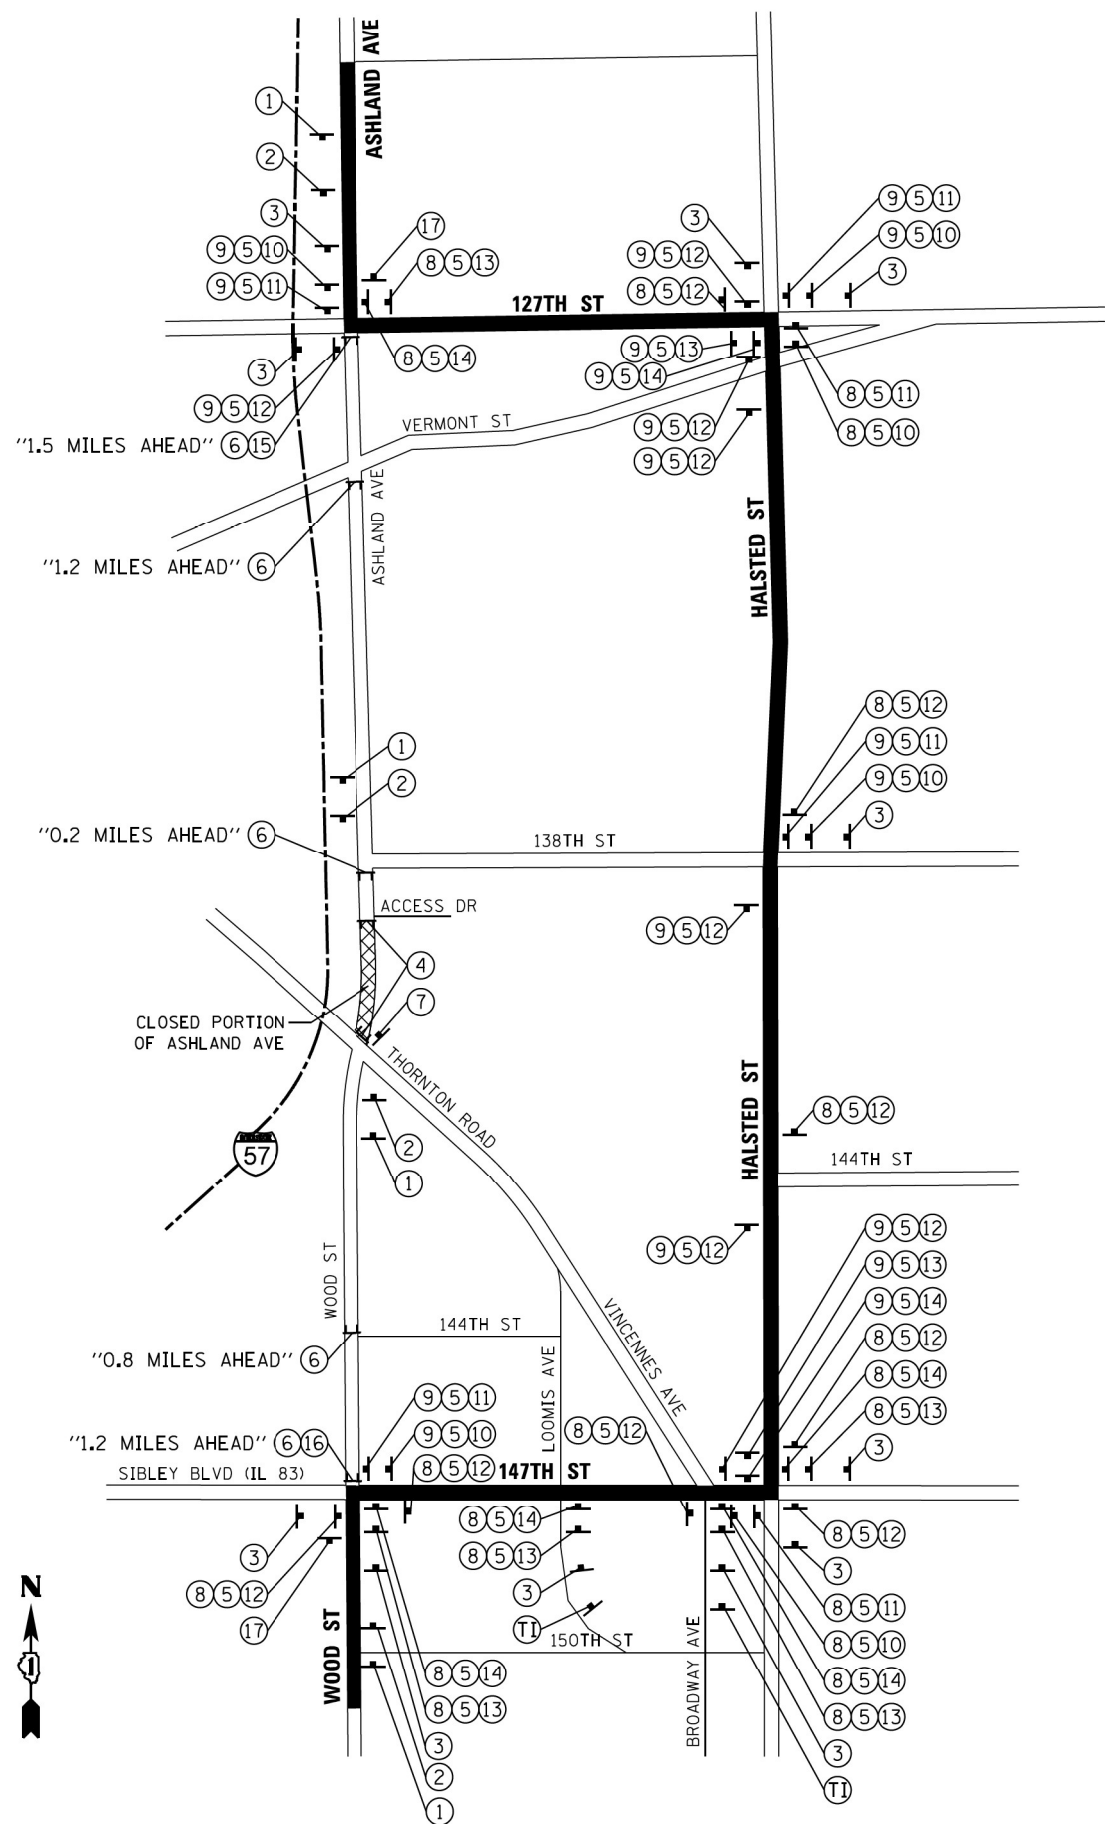 ASHLAND AVE
ASHLAND AVE
1
2
3
9 5 10
9 5 11
17
8 5 13
3
9 5 12
8 5 12
9 5 11
9 5 10
3
127TH ST
3
9 5 12
8 5 14
9 5 13
9 5 14
8 5 11
8 5 10
"1.5 MILES AHEAD" 6 15
VERMONT ST
9 5 12
9 5 12
"1.2 MILES AHEAD" 6
HALSTED ST
8 5 12
9 5 11
9 5 10
3
1
2
"0.2 MILES AHEAD" 6
138TH ST
ACCESS DR
9 5 12
4
7
CLOSED PORTION
OF ASHLAND AVE
THORNTON ROAD
HALSTED ST
8 5 12
57
2
1
144TH ST
9 5 12
WOOD ST
9 5 12
9 5 13
9 5 14
8 5 12
8 5 14
8 5 13
3
144TH ST
"0.8 MILES AHEAD" 6
LOOMIS AVE
VINCENNES AVE
9 5 11
9 5 10
8 5 12
8 5 12
"1.2 MILES AHEAD" 6 16
SIBLEY BLVD (IL 83)
147TH ST
3
8 5 12
17
8 5 14
8 5 13
3
TI
8 5 12
3
8 5 11
8 5 10
8 5 14
8 5 13
3
TI
150TH ST
BROADWAY AVE
WOOD ST
8 5 14
8 5 13
3
2
1
N